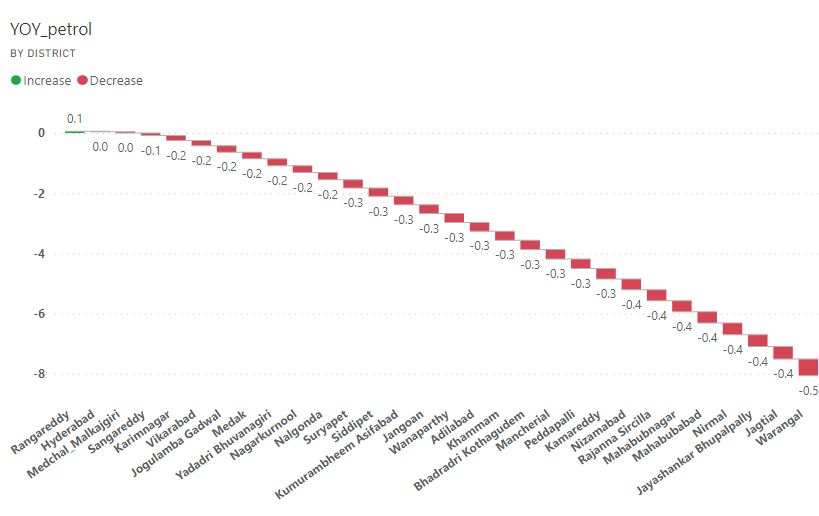 YOY_petrol
BY DISTRICT
Increase Decrease
0
-2
-4
-6
-8
0.1
0.0
0.0
-0.1
-0.2
-0.2
-0.2
-0.2
-0.2
-0.2
-0.2
-0.3
-0.3
-0.3
-0.3
-0.3
-0.3
-0.3
-0.3
-0.3
-0.3
-0.3
-0.4
-0.4
-0.4
-0.4
-0.4
-0.4
-0.4
-0.5
Rangareddy
Hyderabad
Medchal_Malkajgiri
Sangareddy
Karimnagar
Vikarabad
Jogulamba Gadwal
Medak
Yadadri Bhuvanagiri
Nagarkurnool
Nalgonda
Suryapet
Siddipet
Kumurambheem Asifabad
Jangoan
Wanaparthy
Adilabad
Khammam
Bhadradri Kothagudem
Mancherial
Peddapalli
Kamareddy
Nizamabad
Rajanna Sircilla
Mahabubnagar
Mahabubabad
Nirmal
Jayashankar Bhupalpally
Jagtial
Warangal